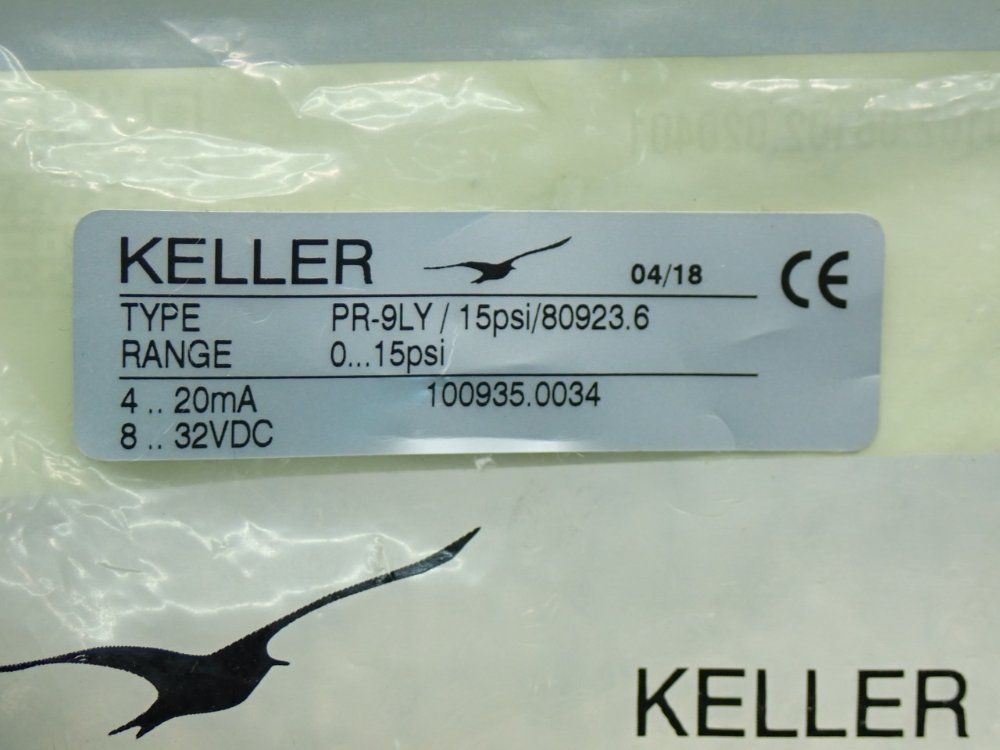 KELLER
04/18
CE
TYPE PR-9LY / 15psi/80923.6
RANGE 0...15psi
4 .. 20mA 100935.0034
8 .. 32VDC
KELLER